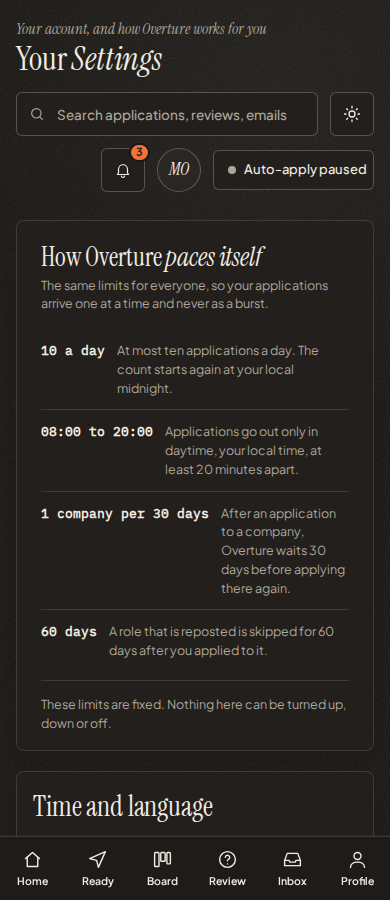 Your account, and how Overture works for you
Your Settings
Search applications, reviews, emails
3
MO
Auto-apply paused
How Overture paces itself
The same limits for everyone, so your applications
arrive one at a time and never as a burst.
10 a day At most ten applications a day. The
count starts again at your local
midnight.
08:00 to 20:00 Applications go out only in
daytime, your local time, at
least 20 minutes apart.
1 company per 30 days After an application
to a company,
Overture waits 30
days before applying
there again.
60 days A role that is reposted is skipped for 60
days after you applied to it.
These limits are fixed. Nothing here can be turned up,
down or off.
Time and language
Home Ready Board Review Inbox Profile